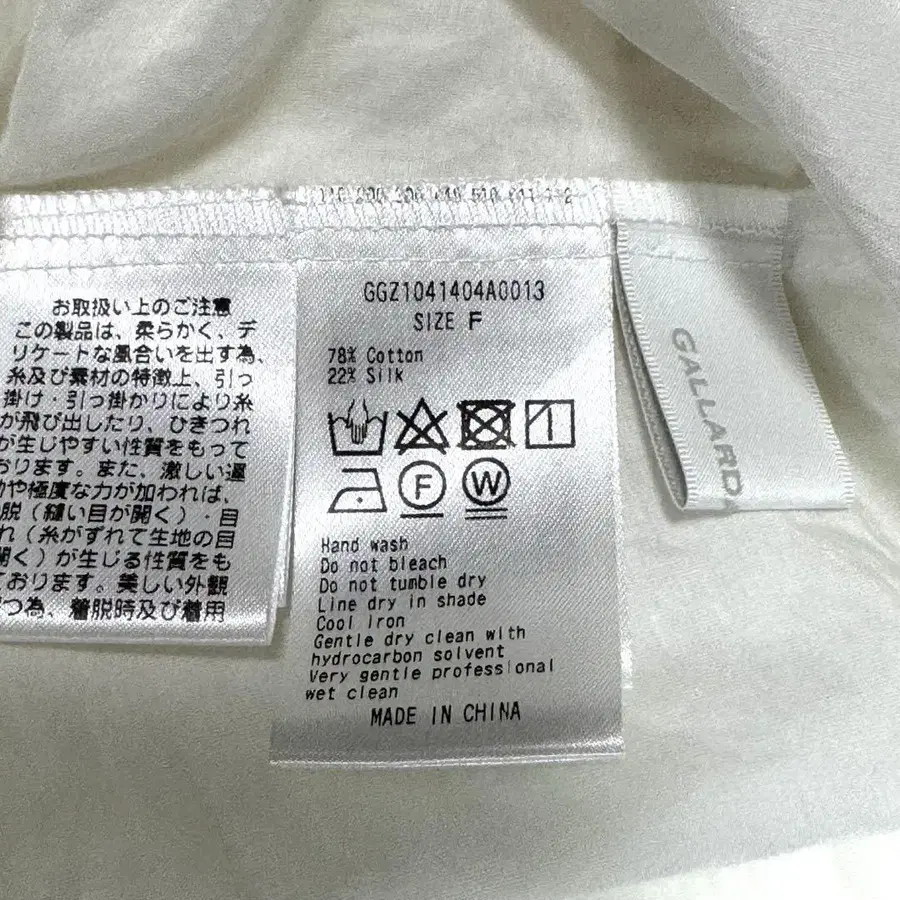 お取扱い上のご注意
この製品は、柔らかく、デ
リケートな風合いを出す為、
糸及び素材の特徴上、引っ
掛け・引っ掛かりにより糸
が飛び出したり、ひきつれ
が生じやすい性質をもって
おります。また、激しい運
動や極度な力が加われば、
脱（縫い目が開く）・目
れ（糸がずれて生地の目
開く）が生じる性質をも
ております。美しい外観
つ為、着脱時及び着用
GGZ1041404A0013
SIZE F
78% Cotton
22% Silk
F
W
Hand wash
Do not bleach
Do not tumble dry
Line dry in shade
Cool iron
Gentle dry clean with
hydrocarbon solvent
Very gentle professional
wet clean
MADE IN CHINA
GALLARD